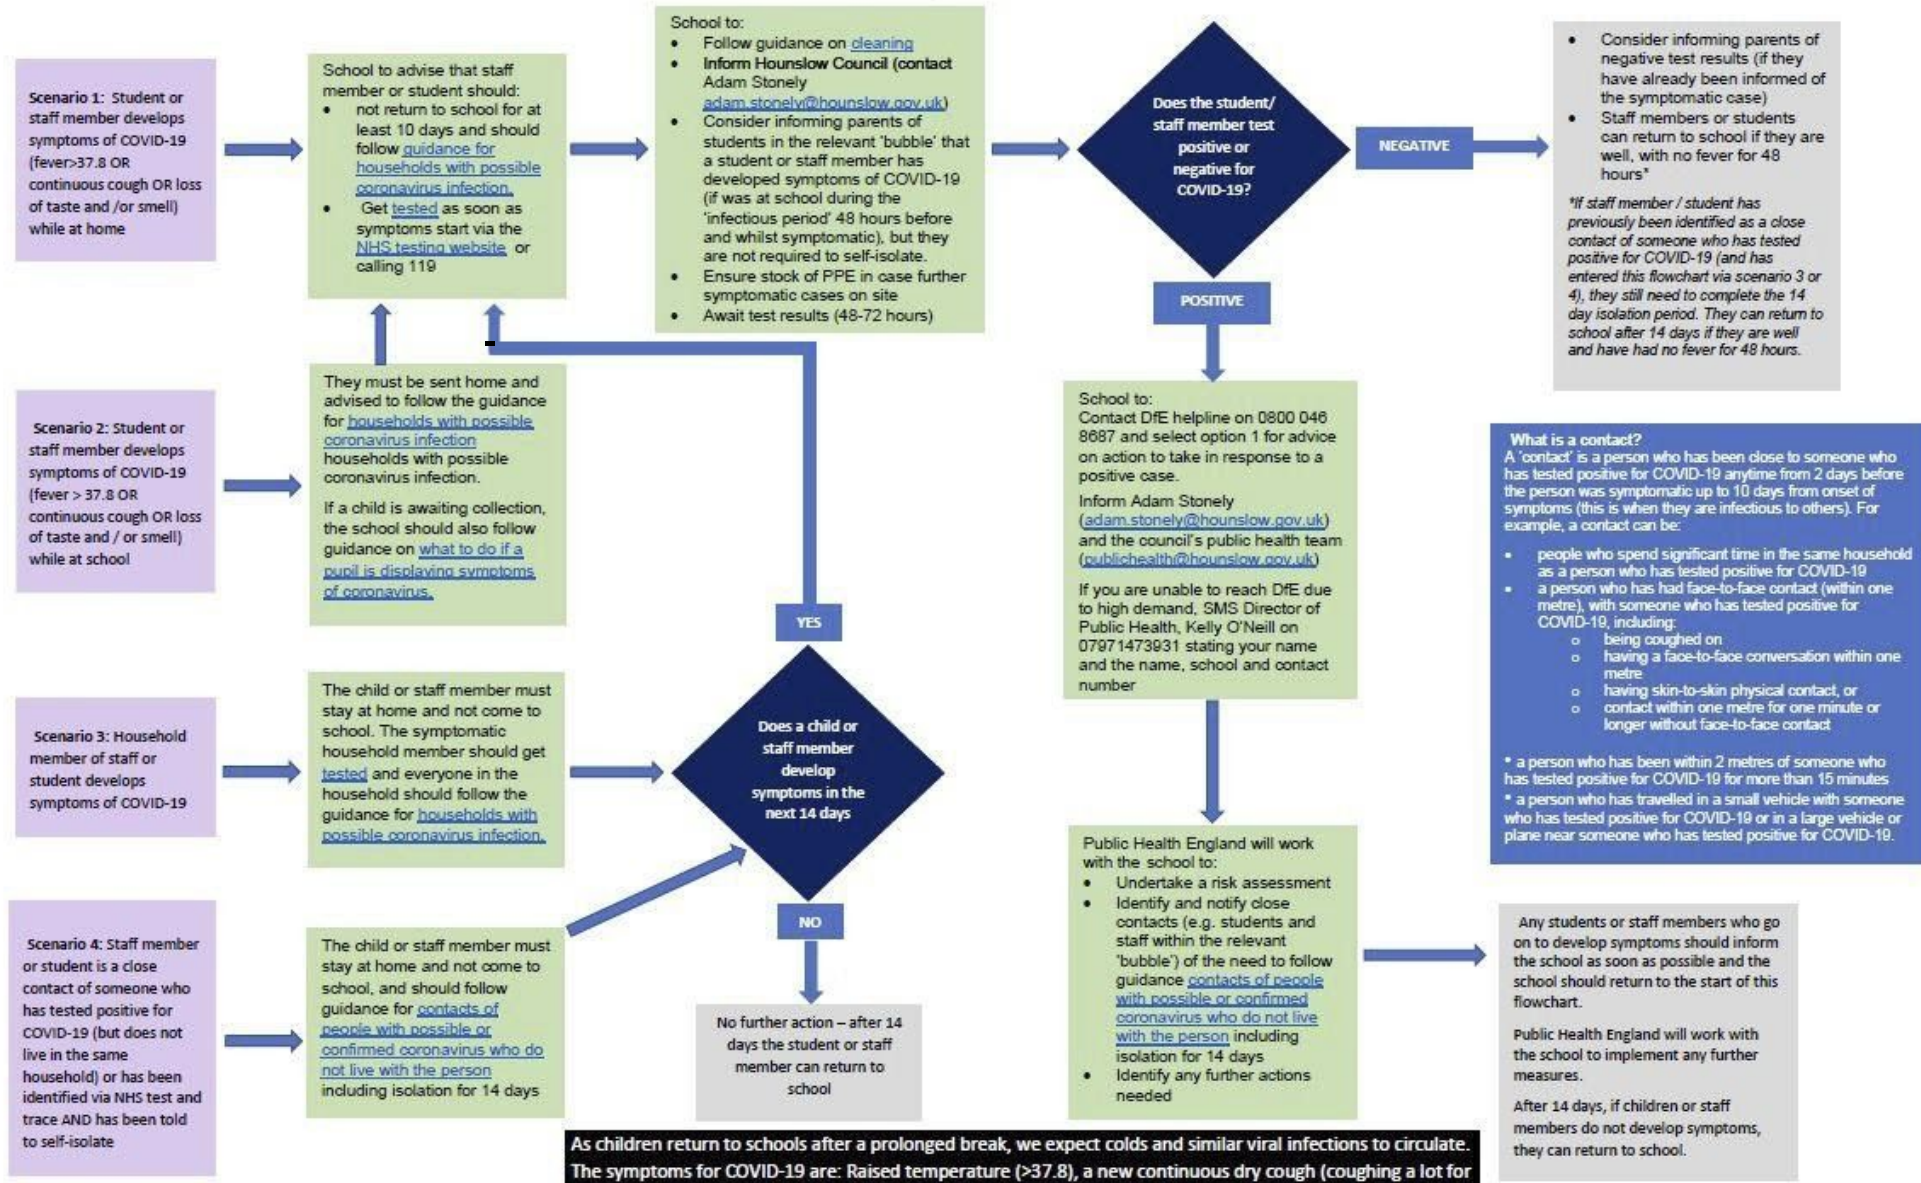 Scenario 1: Student or
staff member develops
symptoms of COVID-19
(fever>37.8 OR
continuous cough OR loss
of taste and /or smell)
while at home
School to advise that staff
member or student should:
• not return to school for at
least 10 days and should
follow guidance for
households with possible
coronavirus infection.
• Get tested as soon as
symptoms start via the
NHS testing website or
calling 119
School to:
• Follow guidance on cleaning
• Inform Hounslow Council (contact
Adam Stonely
adam.stonely@hounslow.gov.uk)
• Consider informing parents of
students in the relevant 'bubble' that
a student or staff member has
developed symptoms of COVID-19
(if was at school during the
'infectious period' 48 hours before
and whilst symptomatic), but they
are not required to self-isolate.
• Ensure stock of PPE in case further
symptomatic cases on site
• Await test results (48-72 hours)
Does the student/
staff member test
positive or
negative for
COVID-19?
NEGATIVE
• Consider informing parents of
negative test results (if they
have already been informed of
the symptomatic case)
• Staff members or students
can return to school if they are
well, with no fever for 48
hours*
*If staff member / student has
previously been identified as a close
contact of someone who has tested
positive for COVID-19 (and has
entered this flowchart via scenario 3 or
4), they still need to complete the 14
day isolation period. They can return to
school after 14 days if they are well
and have had no fever for 48 hours.
POSITIVE
Scenario 2: Student or
staff member develops
symptoms of COVID-19
(fever > 37.8 OR
continuous cough OR loss
of taste and / or smell)
while at school
They must be sent home and
advised to follow the guidance
for households with possible
coronavirus infection
households with possible
coronavirus infection.
If a child is awaiting collection,
the school should also follow
guidance on what to do if a
pupil is displaying symptoms
of coronavirus.
YES
School to:
Contact DfE helpline on 0800 046
8687 and select option 1 for advice
on action to take in response to a
positive case.
Inform Adam Stonely
(adam.stonely@hounslow.gov.uk)
and the council's public health team
(publichealth@hounslow.gov.uk)
If you are unable to reach DfE due
to high demand, SMS Director of
Public Health, Kelly O'Neill on
07971473931 stating your name
and the name, school and contact
number
What is a contact?
A 'contact' is a person who has been close to someone who
has tested positive for COVID-19 anytime from 2 days before
the person was symptomatic up to 10 days from onset of
symptoms (this is when they are infectious to others). For
example, a contact can be:
• people who spend significant time in the same household
as a person who has tested positive for COVID-19
• a person who has had face-to-face contact (within one
metre), with someone who has tested positive for
COVID-19, including:
o being coughed on
o having a face-to-face conversation within one
metre
o having skin-to-skin physical contact, or
o contact within one metre for one minute or
longer without face-to-face contact
* a person who has been within 2 metres of someone who
has tested positive for COVID-19 for more than 15 minutes
* a person who has travelled in a small vehicle with someone
who has tested positive for COVID-19 or in a large vehicle or
plane near someone who has tested positive for COVID-19.
Scenario 3: Household
member of staff or
student develops
symptoms of COVID-19
The child or staff member must
stay at home and not come to
school. The symptomatic
household member should get
tested and everyone in the
household should follow the
guidance for households with
possible coronavirus infection.
Does a child or
staff member
develop
symptoms in the
next 14 days
NO
Scenario 4: Staff member
or student is a close
contact of someone who
has tested positive for
COVID-19 (but does not
live in the same
household) or has been
identified via NHS test and
trace AND has been told
to self-isolate
The child or staff member must
stay at home and not come to
school, and should follow
guidance for contacts of
people with possible or
confirmed coronavirus who do
not live with the person
including isolation for 14 days
No further action – after 14
days the student or staff
member can return to
school
Public Health England will work
with the school to:
• Undertake a risk assessment
• Identify and notify close
contacts (e.g. students and
staff within the relevant
'bubble') of the need to follow
guidance contacts of people
with possible or confirmed
coronavirus who do not live
with the person including
isolation for 14 days
• Identify any further actions
needed
Any students or staff members who go
on to develop symptoms should inform
the school as soon as possible and the
school should return to the start of this
flowchart.
Public Health England will work with
the school to implement any further
measures.
After 14 days, if children or staff
members do not develop symptoms,
they can return to school.
As children return to schools after a prolonged break, we expect colds and similar viral infections to circulate.
The symptoms for COVID-19 are: Raised temperature (>37.8), a new continuous dry cough (coughing a lot for